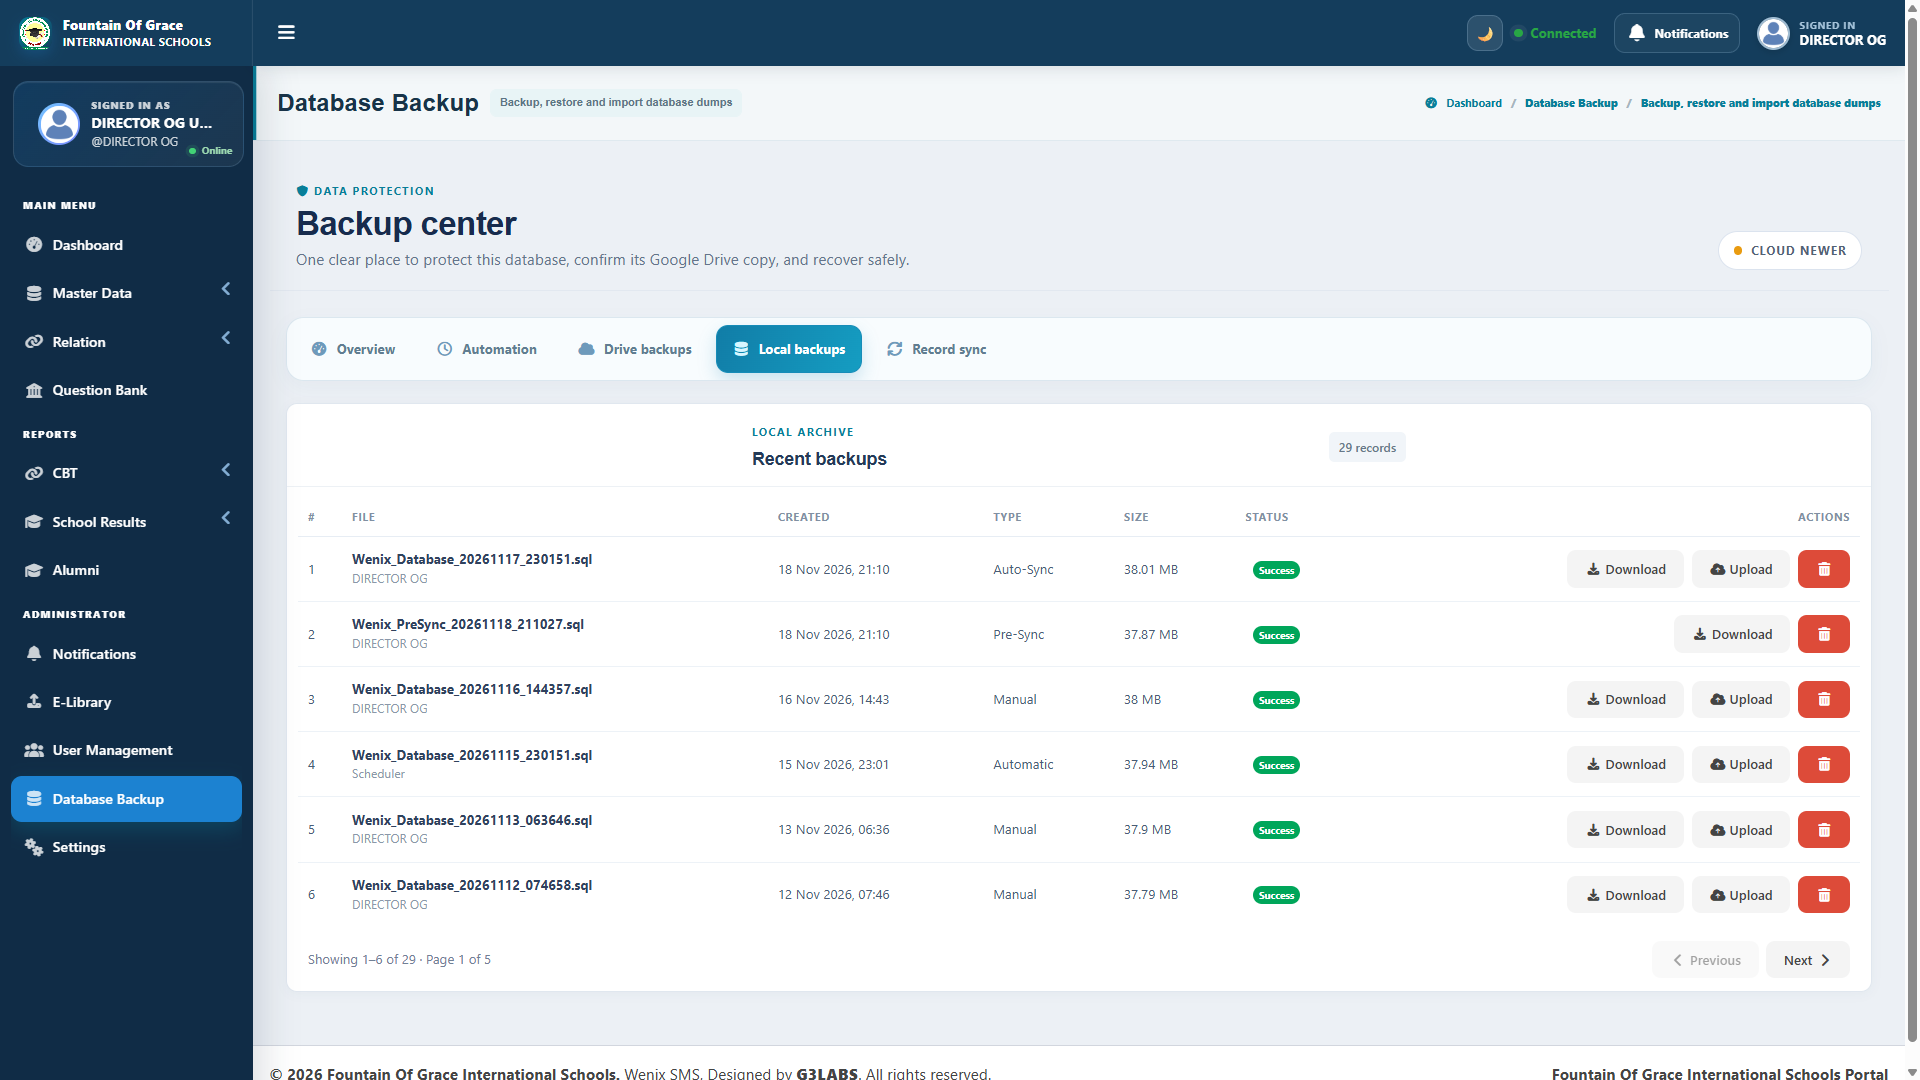 Fountain Of Grace
INTERNATIONAL SCHOOLS
Connected
Notifications
SIGNED IN
DIRECTOR OG
SIGNED IN AS
DIRECTOR OG U...
@DIRECTOR OG
Online
MAIN MENU
Dashboard
Master Data
Relation
Question Bank
REPORTS
CBT
School Results
Alumni
ADMINISTRATOR
Notifications
E-Library
User Management
Database Backup
Settings
Database Backup
Backup, restore and import database dumps
Dashboard / Database Backup / Backup, restore and import database dumps
DATA PROTECTION
Backup center
One clear place to protect this database, confirm its Google Drive copy, and recover safely.
CLOUD NEWER
Overview
Automation
Drive backups
Local backups
Record sync
LOCAL ARCHIVE
Recent backups
29 records
# FILE CREATED TYPE SIZE STATUS ACTIONS
1 Wenix_Database_20261117_230151.sql 18 Nov 2026, 21:10 Auto-Sync 38.01 MB Success Download Upload
DIRECTOR OG
2 Wenix_PreSync_20261118_211027.sql 18 Nov 2026, 21:10 Pre-Sync 37.87 MB Success Download
DIRECTOR OG
3 Wenix_Database_20261116_144357.sql 16 Nov 2026, 14:43 Manual 38 MB Success Download Upload
DIRECTOR OG
4 Wenix_Database_20261115_230151.sql 15 Nov 2026, 23:01 Automatic 37.94 MB Success Download Upload
Scheduler
5 Wenix_Database_20261113_063646.sql 13 Nov 2026, 06:36 Manual 37.9 MB Success Download Upload
DIRECTOR OG
6 Wenix_Database_20261112_074658.sql 12 Nov 2026, 07:46 Manual 37.79 MB Success Download Upload
DIRECTOR OG
Showing 1–6 of 29 · Page 1 of 5
Previous
Next
© 2026 Fountain Of Grace International Schools. Wenix SMS. Designed by G3LABS. All rights reserved.
Fountain Of Grace International Schools Portal